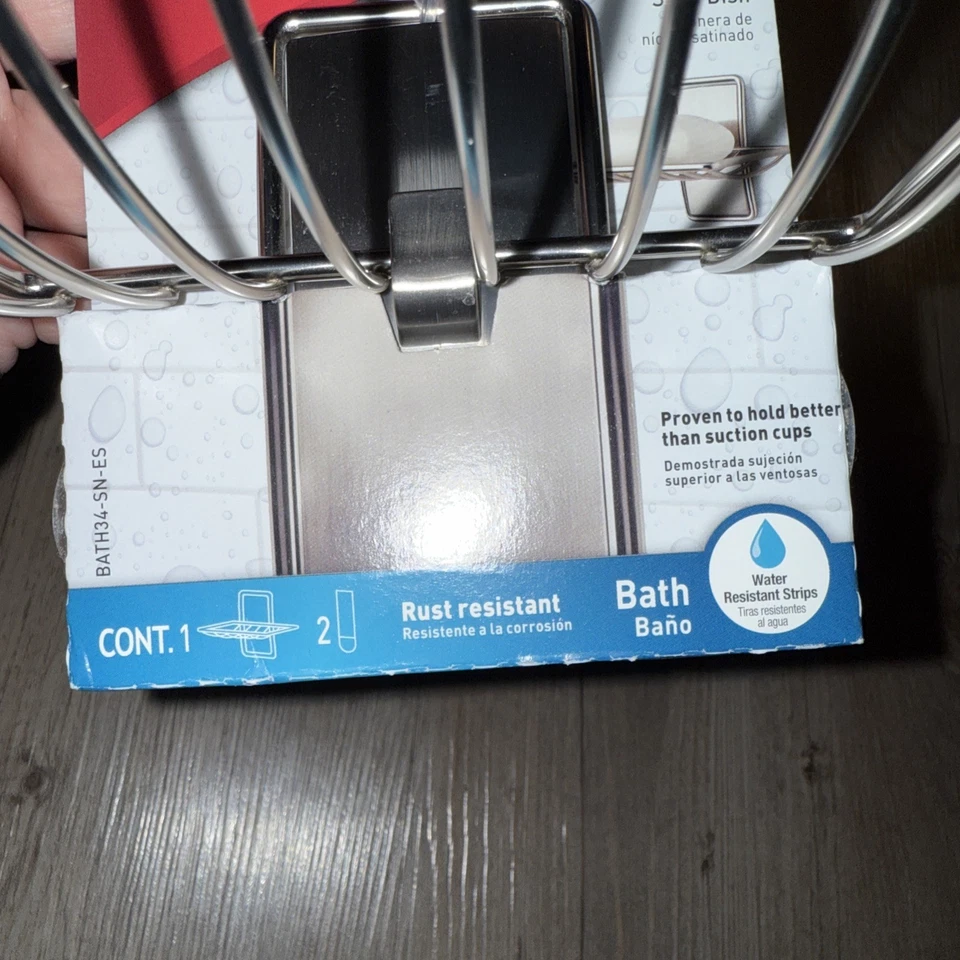 nera de
satinado
Proven to hold better
than suction cups
Demostrada sujeción
superior a las ventosas
BATH34-SN-ES
CONT. 1
2
Rust resistant
Resistente a la corrosión
Bath
Baño
Water
Resistant Strips
Tiras resistentes
al agua